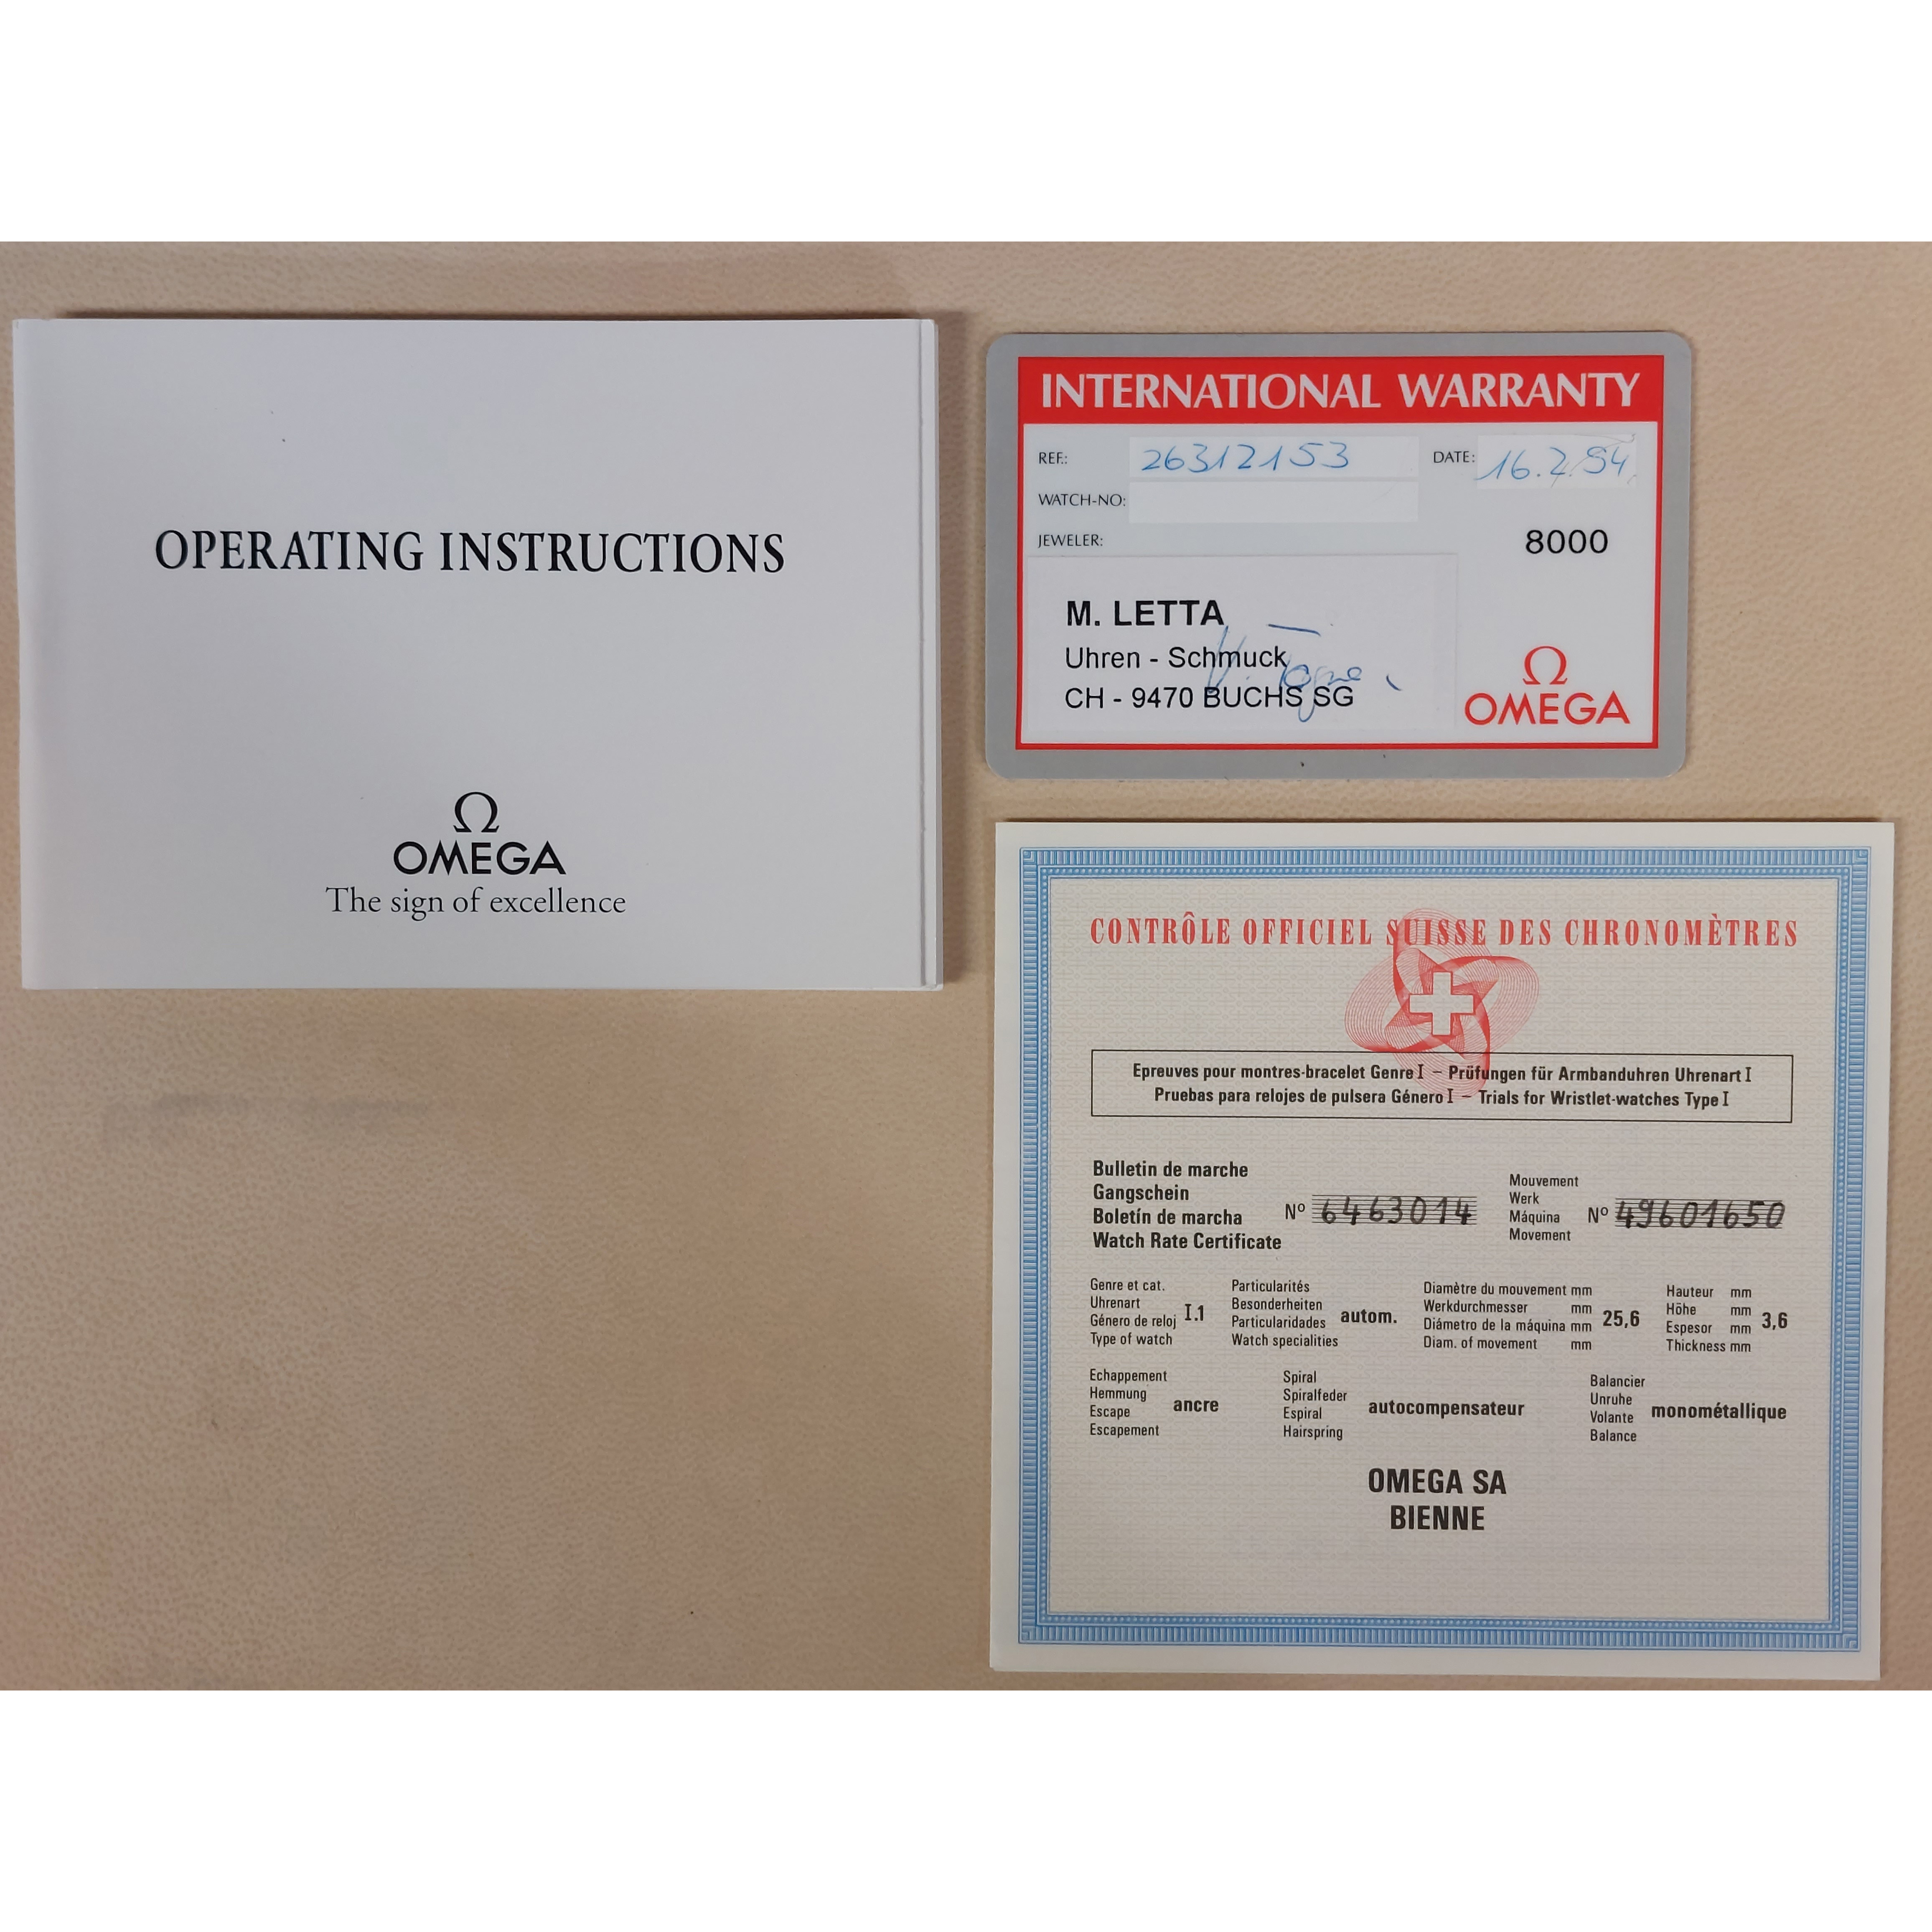 OPERATING INSTRUCTIONS
Ω
OMEGA
The sign of excellence
INTERNATIONAL WARRANTY
REF.: 26312153 DATE: 16.2.94
WATCH-NO:
JEWELER:
8000
M. LETTA
Uhren - Schmuck
CH - 9470 BUCHS SG
Ω
OMEGA
CONTRÔLE OFFICIEL SUISSE DES CHRONOMÈTRES
Epreuves pour montres-bracelet Genre I – Prüfungen für Armbanduhren Uhrenart I
Pruebas para relojes de pulsera Género I – Trials for Wristlet-watches Type I
Bulletin de marche
Gangschein
Boletín de marcha
Watch Rate Certificate
Nº 6463014
Mouvement
Werk
Máquina
Movement
Nº 49601650
Genre et cat.
Uhrenart
Género de reloj
Type of watch
I.1
Particularités
Besonderheiten
Particularidades
Watch specialities
autom.
Diamètre du mouvement mm
Werkdurchmesser mm
Diámetro de la máquina mm
Diam. of movement mm
25,6
Hauteur mm
Höhe mm
Espesor mm
Thickness mm
3,6
Echappement
Hemmung
Escape
Escapement
ancre
Spiral
Spiralfeder
Espiral
Hairspring
autocompensateur
Balancier
Unruhe
Volante
Balance
monométallique
OMEGA SA
BIENNE